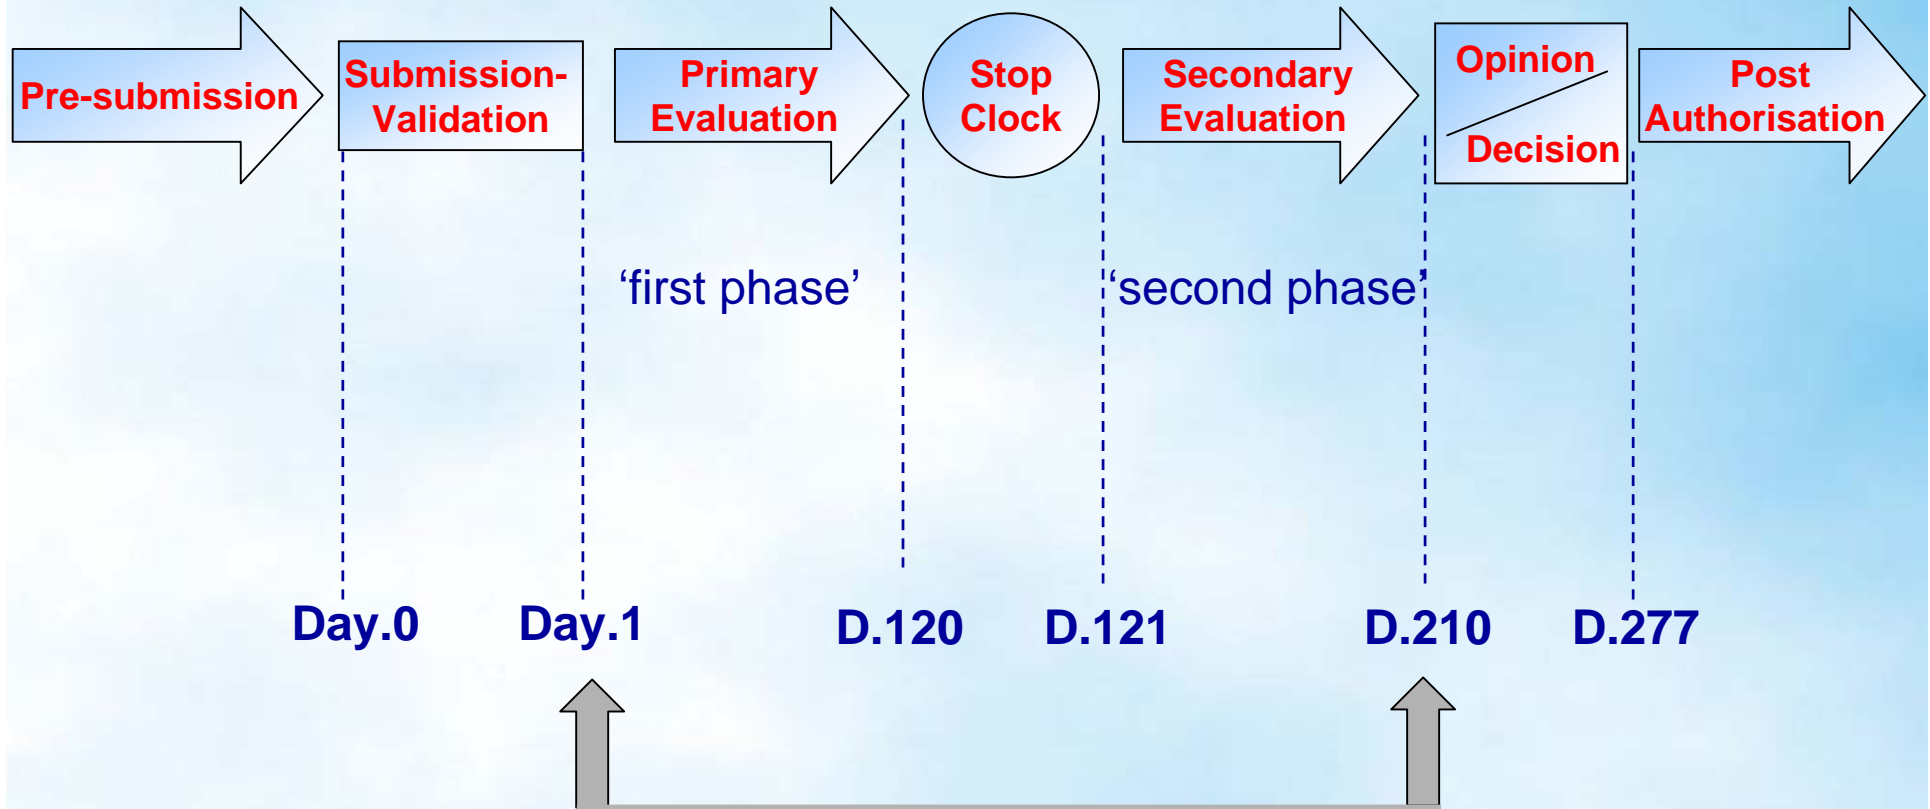 Pre-submission
Submission-
Validation
Primary
Evaluation
Stop
Clock
Secondary
Evaluation
Opinion
Decision
Post
Authorisation
‘first phase’
‘second phase’
Day.0
Day.1
D.120
D.121
D.210
D.277